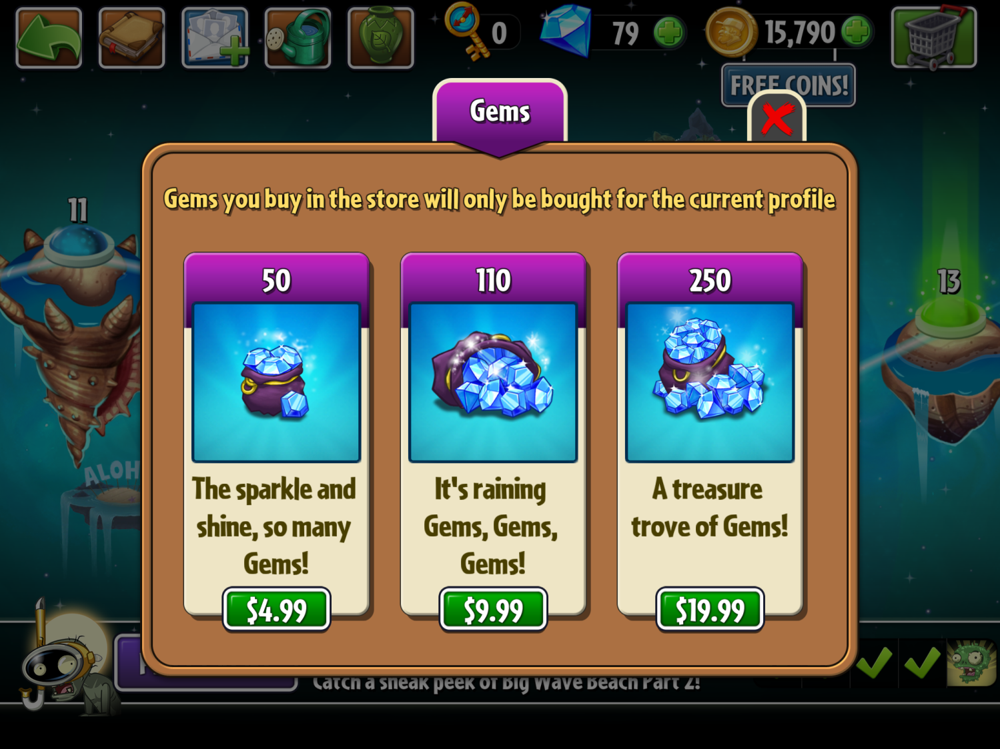 0
79
15,790
FREE COINS!
Gems
Gems you buy in the store will only be bought for the current profile
11
13
50
110
250
The sparkle and
shine, so many
Gems!
It's raining
Gems, Gems,
Gems!
A treasure
trove of Gems!
$4.99
$9.99
$19.99
ALOH
Catch a sneak peek of Big Wave Beach Part 2!